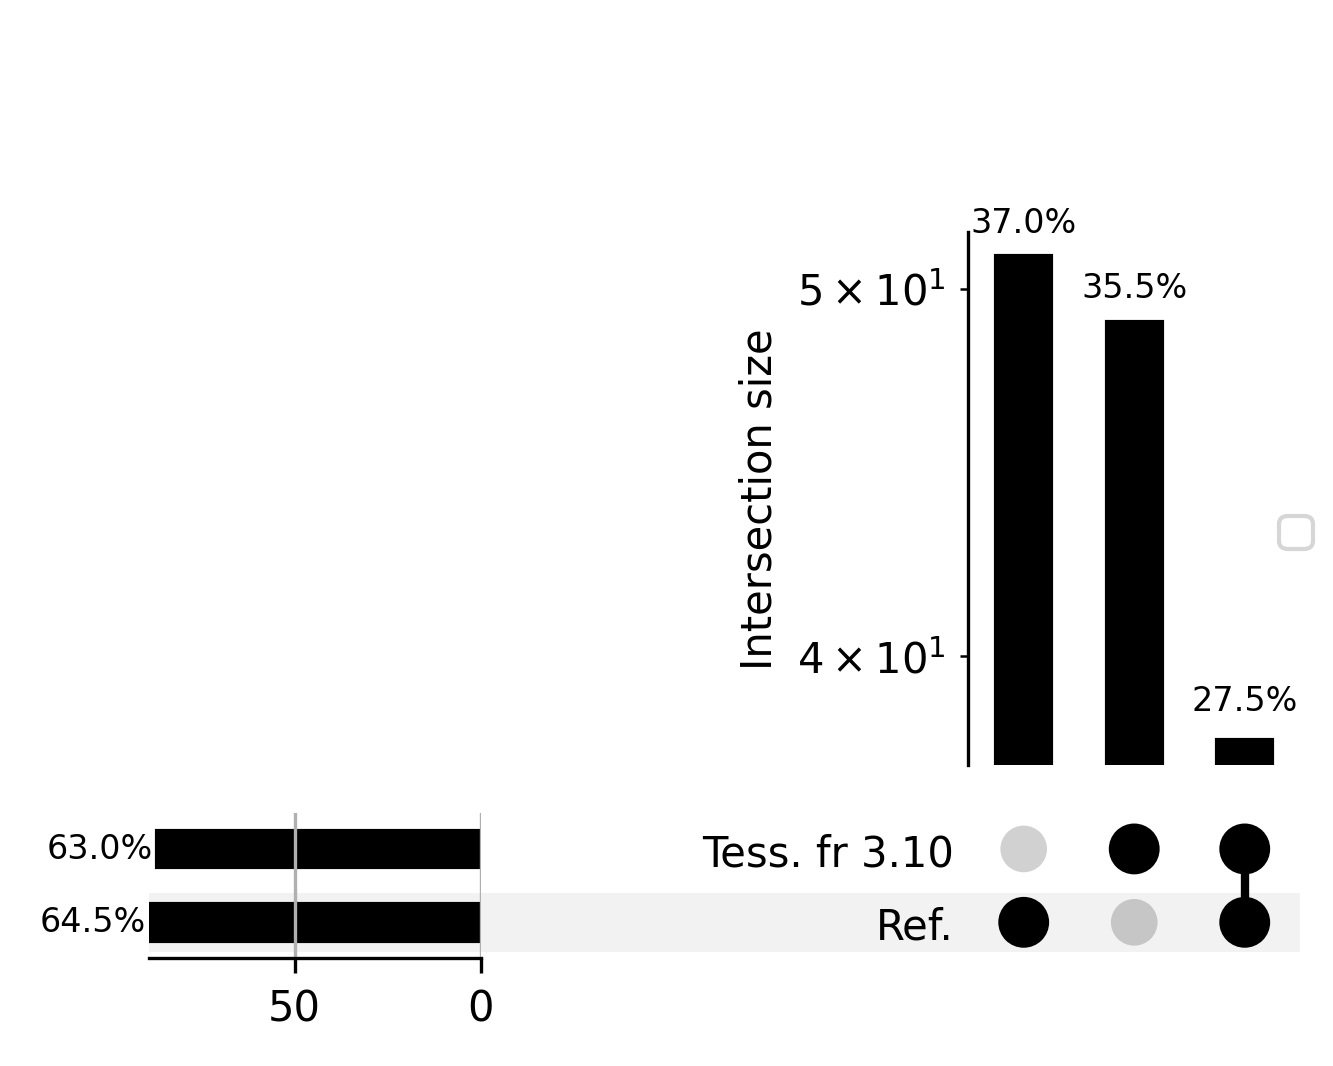 37.0%
5 × 10¹
35.5%
Intersection size
4 × 10¹
27.5%
63.0%
Tess. fr 3.10
64.5%
Ref.
50
0